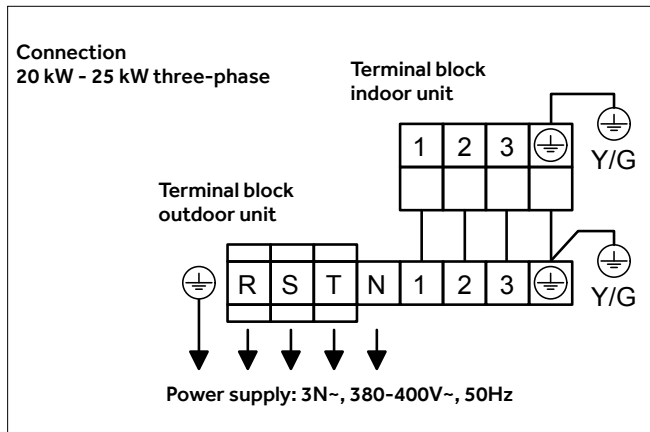 Connection
20 kW - 25 kW three-phase
Terminal block
indoor unit
1 2 3
Y/G
Terminal block
outdoor unit
R S T N 1 2 3
Y/G
Power supply: 3N~, 380-400V~, 50Hz